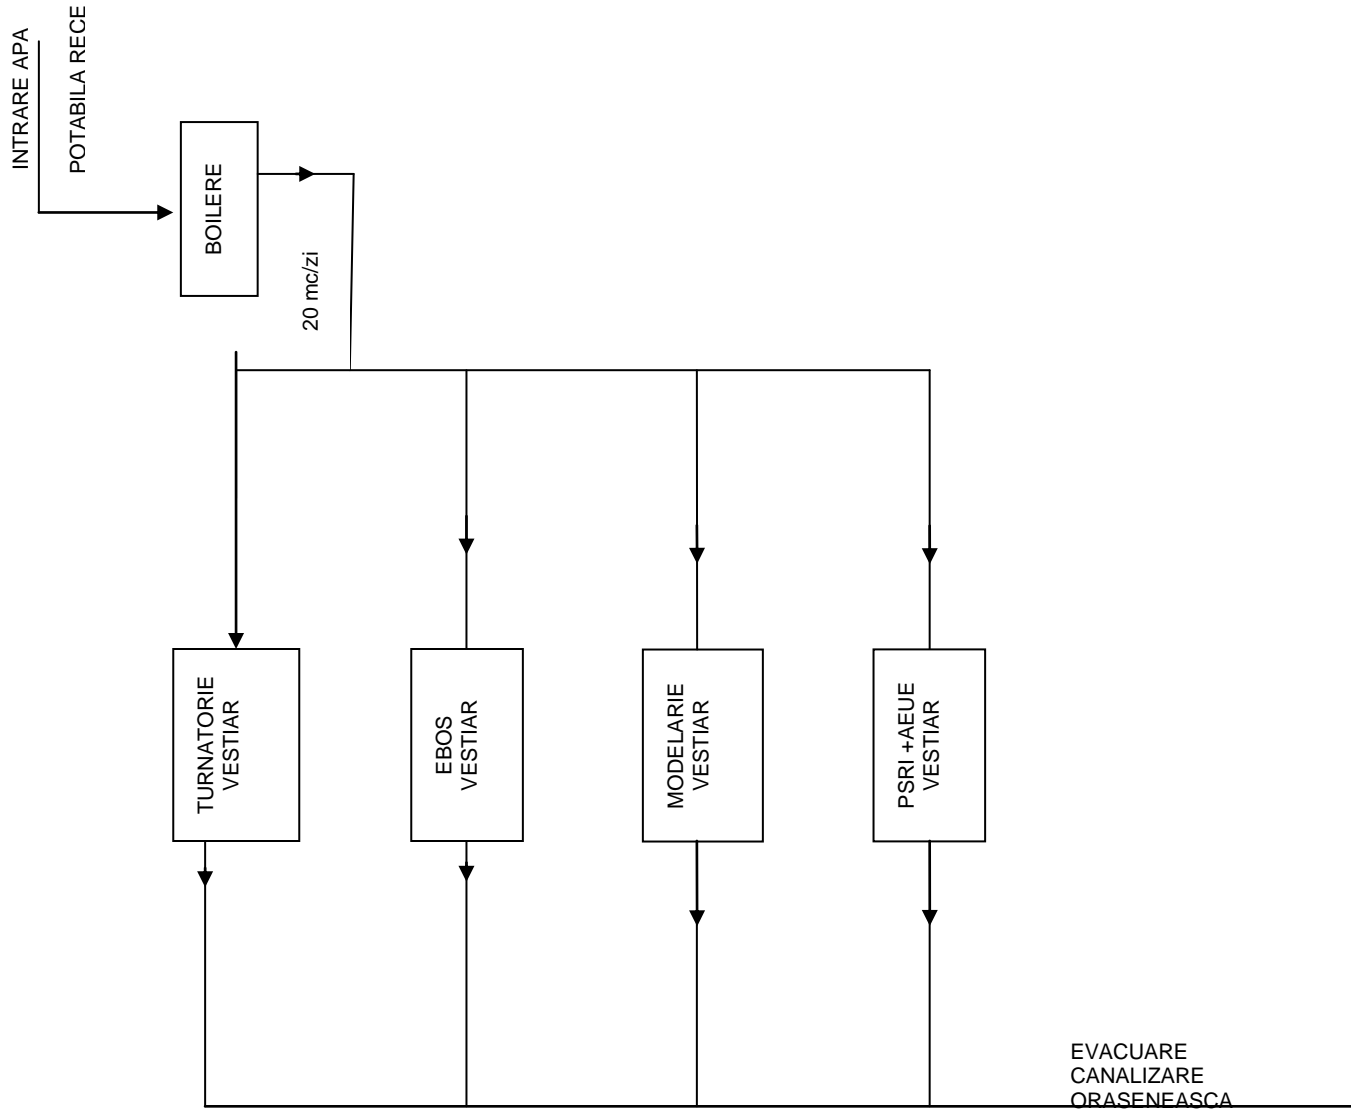 INTRARE APA
POTABILA RECE
BOILERE
20 mc/zi
TURNATORIE
VESTIAR
EBOS
VESTIAR
MODELARIE
VESTIAR
PSRI +AEUE
VESTIAR
EVACUARE
CANALIZARE
ORASENEASCA